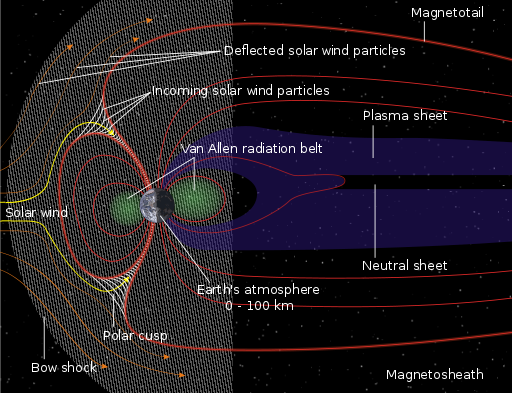 Magnetotail
Deflected solar wind particles
Incoming solar wind particles
Plasma sheet
Van Allen radiation belt
Solar wind
Neutral sheet
Earth's atmosphere
0 - 100 km
Polar cusp
Bow shock
Magnetosheath